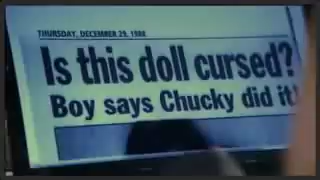 THURSDAY, DECEMBER 29, 1988
Is this doll cursed?
Boy says Chucky did it!